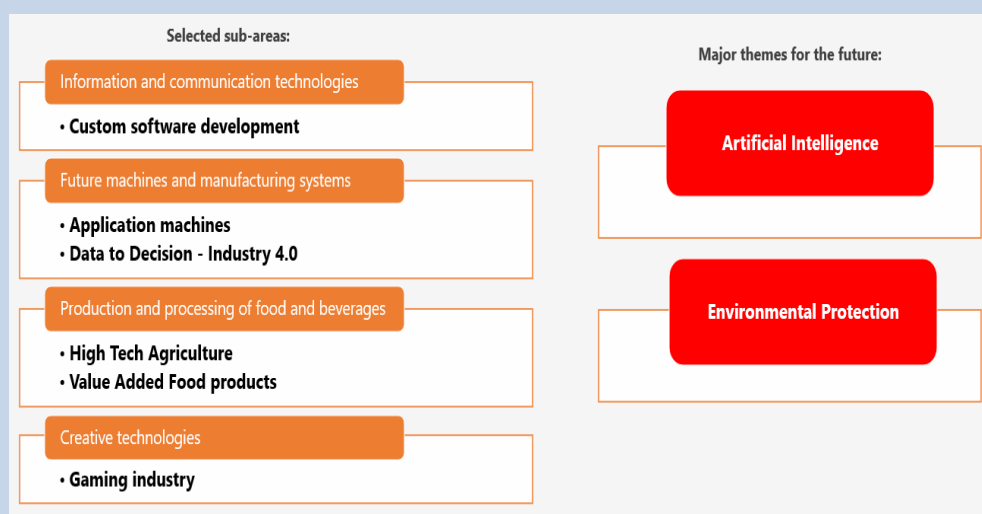 Selected sub-areas:
Information and communication technologies
• Custom software development
Future machines and manufacturing systems
• Application machines
• Data to Decision - Industry 4.0
Production and processing of food and beverages
• High Tech Agriculture
• Value Added Food products
Creative technologies
• Gaming industry
Major themes for the future:
Artificial Intelligence
Environmental Protection